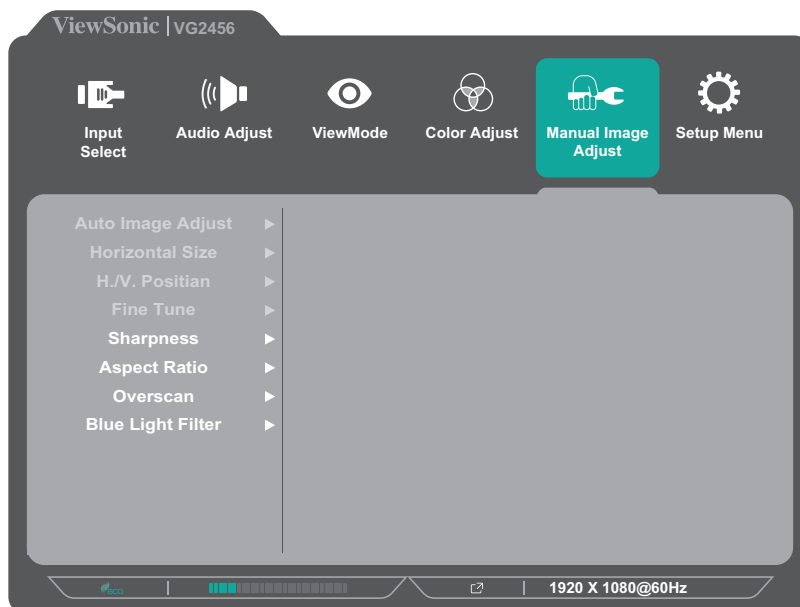 ViewSonic | VG2456
Input Select
Audio Adjust
ViewMode
Color Adjust
Manual Image Adjust
Setup Menu
Auto Image Adjust
Horizontal Size
H./V. Positian
Fine Tune
Sharpness
Aspect Ratio
Overscan
Blue Light Filter
eco
1920 X 1080@60Hz